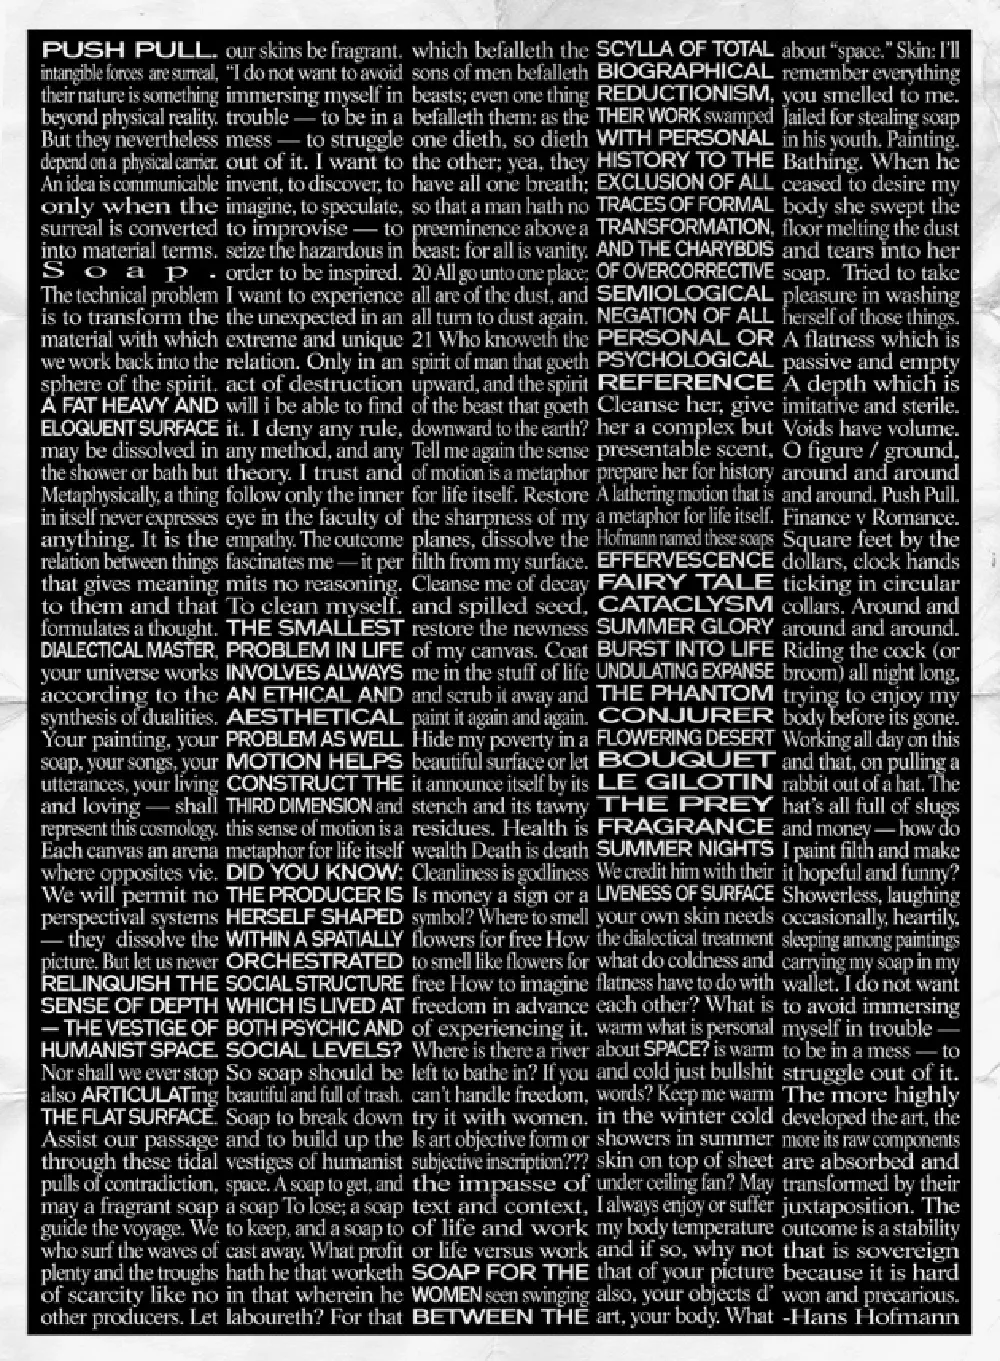 PUSH PULL.
intangible forces are surreal,
their nature is something
beyond physical reality.
But they nevertheless
depend on a physical carrier.
An idea is communicable
only when the
surreal is converted
into material terms.
Soap.
The technical problem
is to transform the
material with which
we work back into the
sphere of the spirit.
A FAT HEAVY AND
ELOQUENT SURFACE
may be dissolved in
the shower or bath but
Metaphysically, a thing
in itself never expresses
anything. It is the
relation between things
that gives meaning
to them and that
formulates a thought.
DIALECTICAL MASTER,
your universe works
according to the
synthesis of dualities.
Your painting, your
soap, your songs, your
utterances, your living
and loving — shall
represent this cosmology.
Each canvas an arena
where opposites vie.
We will permit no
perspectival systems
— they dissolve the
picture. But let us never
RELINQUISH THE
SENSE OF DEPTH
— THE VESTIGE OF
HUMANIST SPACE.
Nor shall we ever stop
also ARTICULATing
THE FLAT SURFACE.
Assist our passage
through these tidal
pulls of contradiction,
may a fragrant soap
guide the voyage. We
who surf the waves of
plenty and the troughs
of scarcity like no
other producers. Let
our skins be fragrant.
“I do not want to avoid
immersing myself in
trouble — to be in a
mess — to struggle
out of it. I want to
invent, to discover, to
imagine, to speculate,
to improvise — to
seize the hazardous in
order to be inspired.
I want to experience
the unexpected in an
extreme and unique
relation. Only in an
act of destruction
will i be able to find
it. I deny any rule,
any method, and any
theory. I trust and
follow only the inner
eye in the faculty of
empathy. The outcome
fascinates me — it per
mits no reasoning.
To clean myself.
THE SMALLEST
PROBLEM IN LIFE
INVOLVES ALWAYS
AN ETHICAL AND
AESTHETICAL
PROBLEM AS WELL
MOTION HELPS
CONSTRUCT THE
THIRD DIMENSION and
this sense of motion is a
metaphor for life itself
DID YOU KNOW:
THE PRODUCER IS
HERSELF SHAPED
WITHIN A SPATIALLY
ORCHESTRATED
SOCIAL STRUCTURE
WHICH IS LIVED AT
BOTH PSYCHIC AND
SOCIAL LEVELS?
So soap should be
beautiful and full of trash.
Soap to break down
and to build up the
vestiges of humanist
space. A soap to get, and
a soap To lose; a soap
to keep, and a soap to
cast away. What profit
hath he that worketh
in that wherein he
laboureth? For that
which befalleth the
sons of men befalleth
beasts; even one thing
befalleth them: as the
one dieth, so dieth
the other; yea, they
have all one breath;
so that a man hath no
preeminence above a
beast: for all is vanity.
20 All go unto one place;
all are of the dust, and
all turn to dust again.
21 Who knoweth the
spirit of man that goeth
upward, and the spirit
of the beast that goeth
downward to the earth?
Tell me again the sense
of motion is a metaphor
for life itself. Restore
the sharpness of my
planes, dissolve the
filth from my surface.
Cleanse me of decay
and spilled seed,
restore the newness
of my canvas. Coat
me in the stuff of life
and scrub it away and
paint it again and again.
Hide my poverty in a
beautiful surface or let
it announce itself by its
stench and its tawny
residues. Health is
wealth Death is death
Cleanliness is godliness
Is money a sign or a
symbol? Where to smell
flowers for free How
to smell like flowers for
free How to imagine
freedom in advance
of experiencing it.
Where is there a river
left to bathe in? If you
can't handle freedom,
try it with women.
Is art objective form or
subjective inscription???
the impasse of
text and context,
of life and work
or life versus work
SOAP FOR THE
WOMEN seen swinging
BETWEEN THE
SCYLLA OF TOTAL
BIOGRAPHICAL
REDUCTIONISM,
THEIR WORK swamped
WITH PERSONAL
HISTORY TO THE
EXCLUSION OF ALL
TRACES OF FORMAL
TRANSFORMATION,
AND THE CHARYBDIS
OF OVERCORRECTIVE
SEMIOLOGICAL
NEGATION OF ALL
PERSONAL OR
PSYCHOLOGICAL
REFERENCE
Cleanse her, give
her a complex but
presentable scent,
prepare her for history
A lathering motion that is
a metaphor for life itself.
Hofmann named these soaps
EFFERVESCENCE
FAIRY TALE
CATACLYSM
SUMMER GLORY
BURST INTO LIFE
UNDULATING EXPANSE
THE PHANTOM
CONJURER
FLOWERING DESERT
BOUQUET
LE GILOTIN
THE PREY
FRAGRANCE
SUMMER NIGHTS
We credit him with their
LIVENESS OF SURFACE
your own skin needs
the dialectical treatment
what do coldness and
flatness have to do with
each other? What is
warm what is personal
about SPACE? is warm
and cold just bullshit
words? Keep me warm
in the winter cold
showers in summer
skin on top of sheet
under ceiling fan? May
I always enjoy or suffer
my body temperature
and if so, why not
that of your picture
also, your objects d'
art, your body. What
about “space.” Skin: I'll
remember everything
you smelled to me.
Jailed for stealing soap
in his youth. Painting.
Bathing. When he
ceased to desire my
body she swept the
floor melting the dust
and tears into her
soap. Tried to take
pleasure in washing
herself of those things.
A flatness which is
passive and empty
A depth which is
imitative and sterile.
Voids have volume.
O figure / ground,
around and around
and around. Push Pull.
Finance v Romance.
Square feet by the
dollars, clock hands
ticking in circular
collars. Around and
around and around.
Riding the cock (or
broom) all night long,
trying to enjoy my
body before its gone.
Working all day on this
and that, on pulling a
rabbit out of a hat. The
hat's all full of slugs
and money — how do
I paint filth and make
it hopeful and funny?
Showerless, laughing
occasionally, heartily,
sleeping among paintings
carrying my soap in my
wallet. I do not want
to avoid immersing
myself in trouble —
to be in a mess — to
struggle out of it.
The more highly
developed the art, the
more its raw components
are absorbed and
transformed by their
juxtaposition. The
outcome is a stability
that is sovereign
because it is hard
won and precarious.
-Hans Hofmann